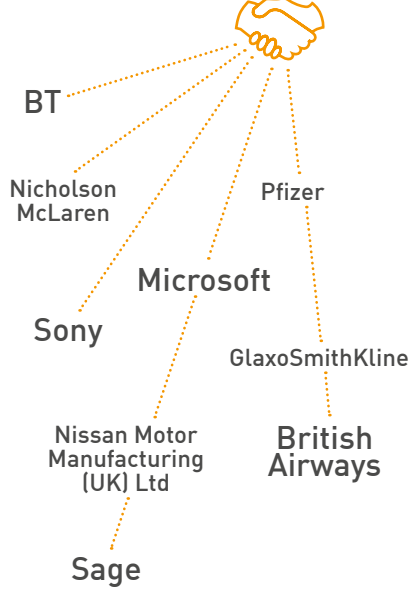 BT
Nicholson
McLaren
Pfizer
Microsoft
Sony
GlaxoSmithKline
Nissan Motor
Manufacturing
(UK) Ltd
British
Airways
Sage